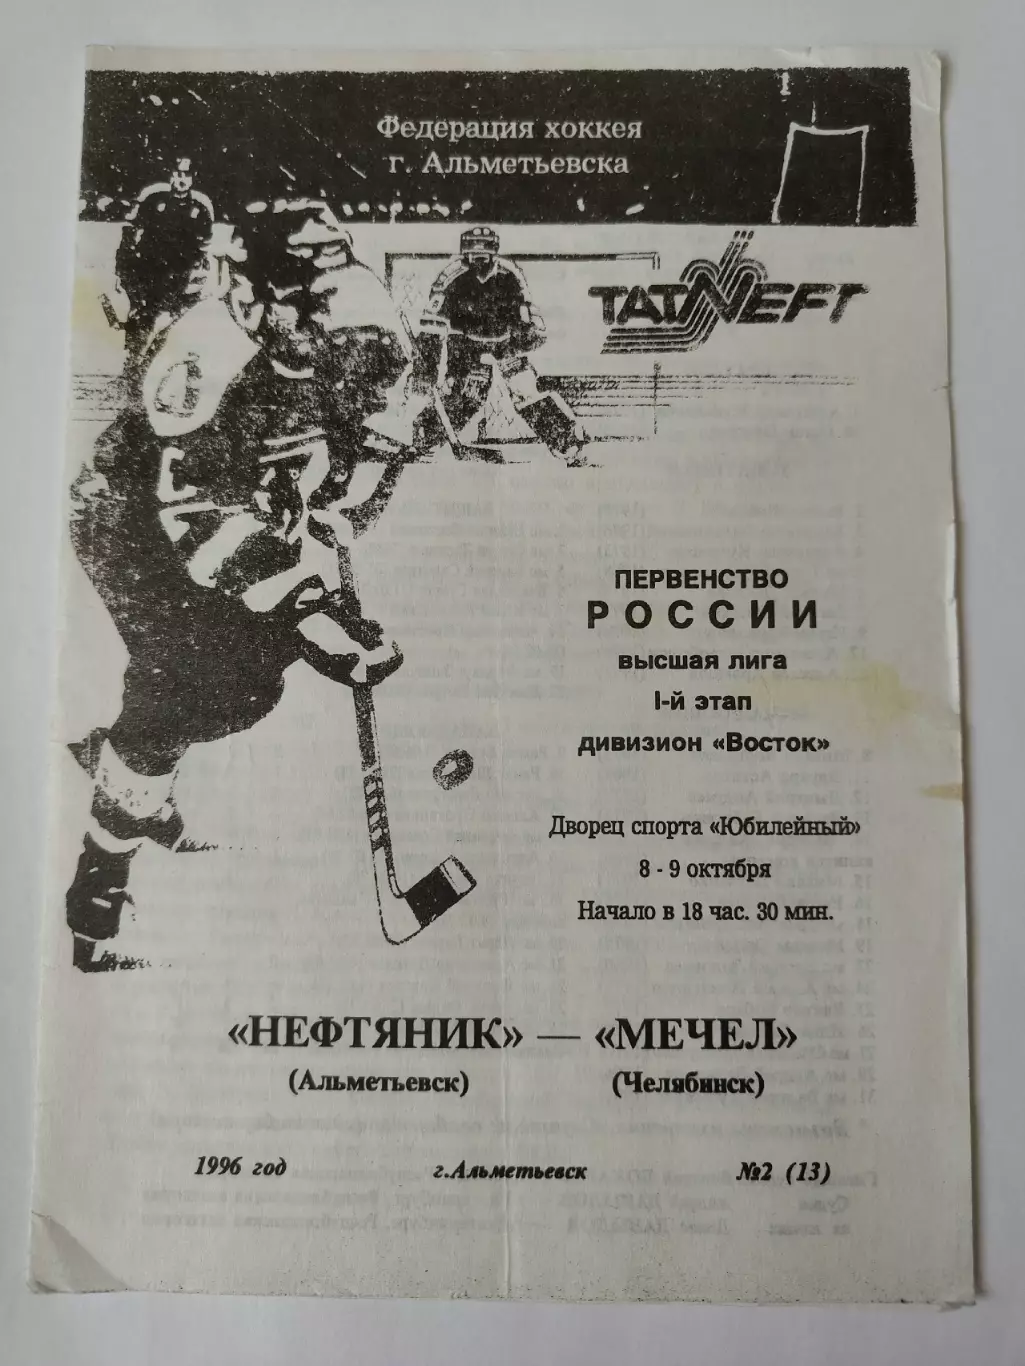 Федерация хоккея
г. Альметьевска
TATNEFT
ПЕРВЕНСТВО
РОССИИ
высшая лига
I-й этап
дивизион «Восток»
Дворец спорта «Юбилейный»
8 - 9 октября
Начало в 18 час. 30 мин.
«НЕФТЯНИК» — «МЕЧЕЛ»
(Альметьевск) (Челябинск)
1996 год г.Альметьевск №2 (13)